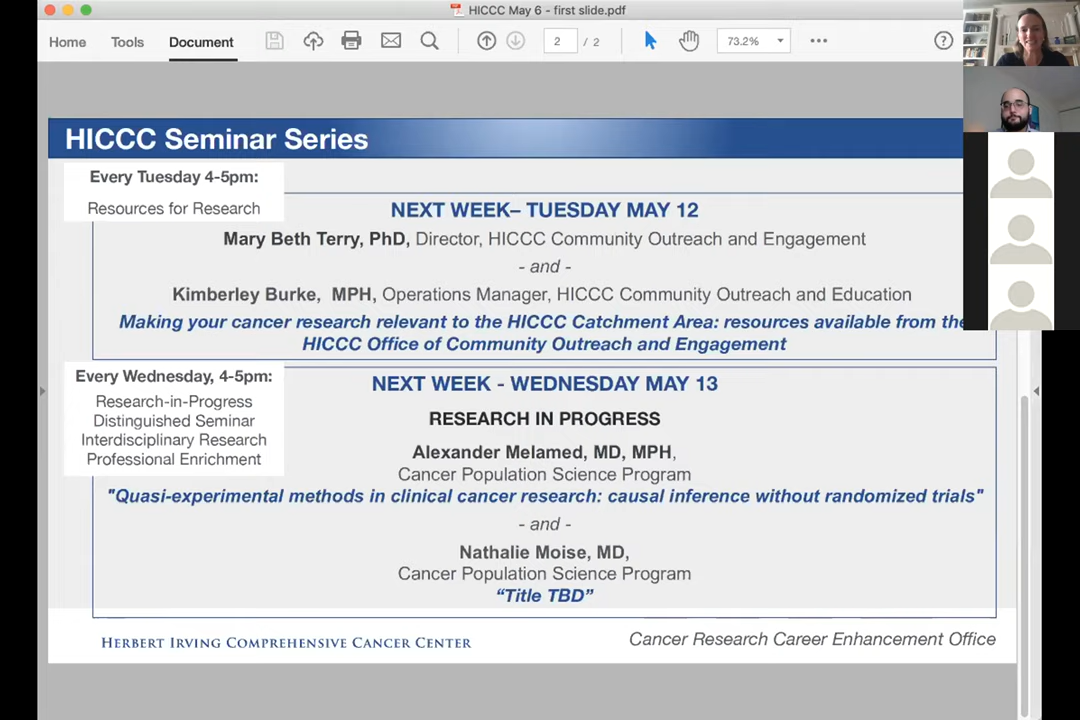 HICCC May 6 - first slide.pdf
Home Tools Document 2 / 2 73.2%
HICCC Seminar Series
Every Tuesday 4-5pm:
Resources for Research
NEXT WEEK– TUESDAY MAY 12
Mary Beth Terry, PhD, Director, HICCC Community Outreach and Engagement
- and -
Kimberley Burke, MPH, Operations Manager, HICCC Community Outreach and Education
Making your cancer research relevant to the HICCC Catchment Area: resources available from the
HICCC Office of Community Outreach and Engagement
Every Wednesday, 4-5pm:
Research-in-Progress
Distinguished Seminar
Interdisciplinary Research
Professional Enrichment
NEXT WEEK - WEDNESDAY MAY 13
RESEARCH IN PROGRESS
Alexander Melamed, MD, MPH,
Cancer Population Science Program
"Quasi-experimental methods in clinical cancer research: causal inference without randomized trials"
- and -
Nathalie Moise, MD,
Cancer Population Science Program
“Title TBD”
HERBERT IRVING COMPREHENSIVE CANCER CENTER
Cancer Research Career Enhancement Office